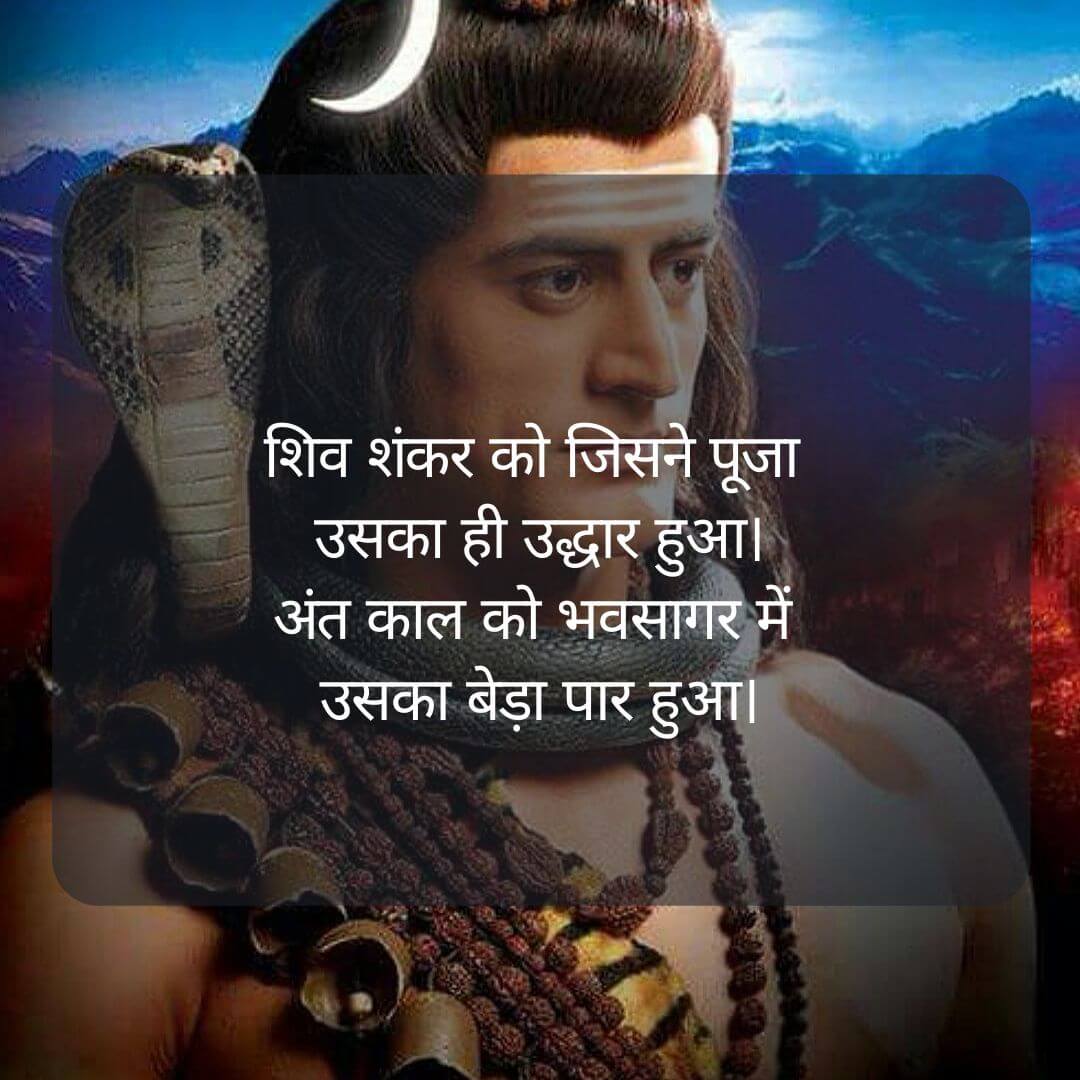 शिव शंकर को जिसने पूजा
उसका ही उद्धार हुआ।
अंत काल को भवसागर में
उसका बेड़ा पार हुआ।